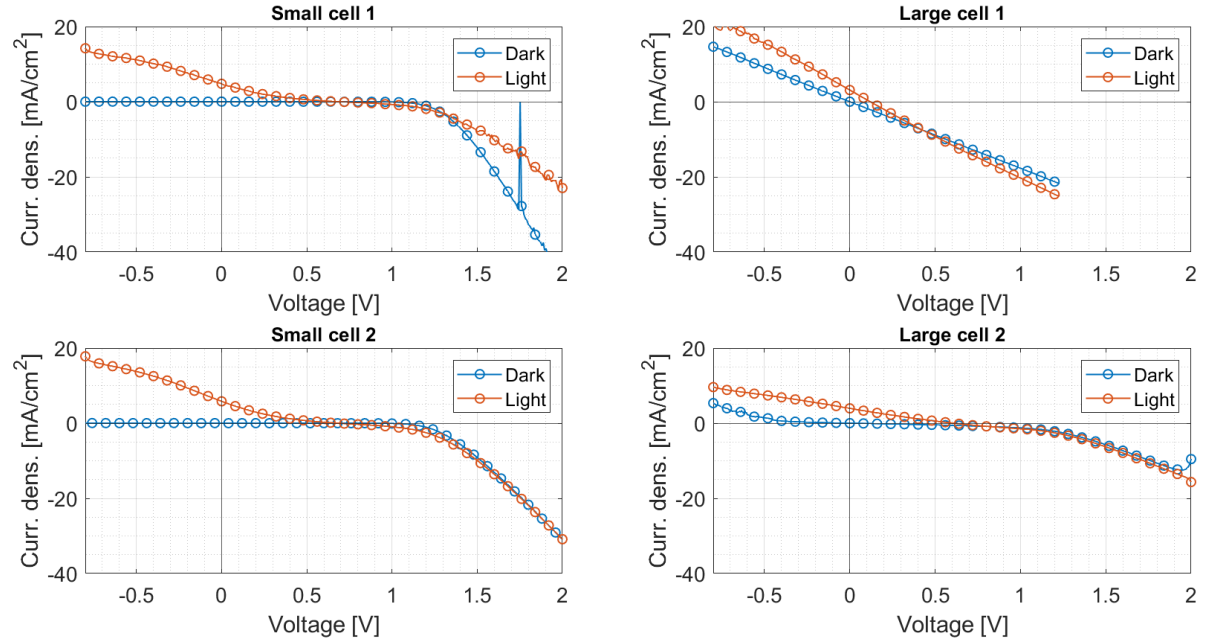 Small cell 1
20
0
-20
-40
Curr. dens. [mA/cm²]
-0.5 0 0.5 1 1.5 2
Voltage [V]
Dark
Light
Large cell 1
20
0
-20
-40
Curr. dens. [mA/cm²]
-0.5 0 0.5 1 1.5 2
Voltage [V]
Dark
Light
Small cell 2
20
0
-20
-40
Curr. dens. [mA/cm²]
-0.5 0 0.5 1 1.5 2
Voltage [V]
Dark
Light
Large cell 2
20
0
-20
-40
Curr. dens. [mA/cm²]
-0.5 0 0.5 1 1.5 2
Voltage [V]
Dark
Light